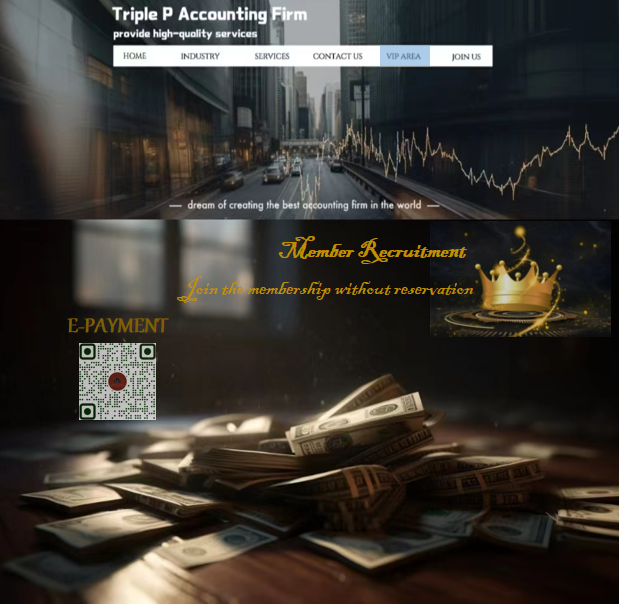 Triple P Accounting Firm
provide high-quality services
HOME INDUSTRY SERVICES CONTACT US VIP AREA JOIN US
— dream of creating the best accounting firm in the world —
Member Recruitment
Join the membership without reservation
E-PAYMENT